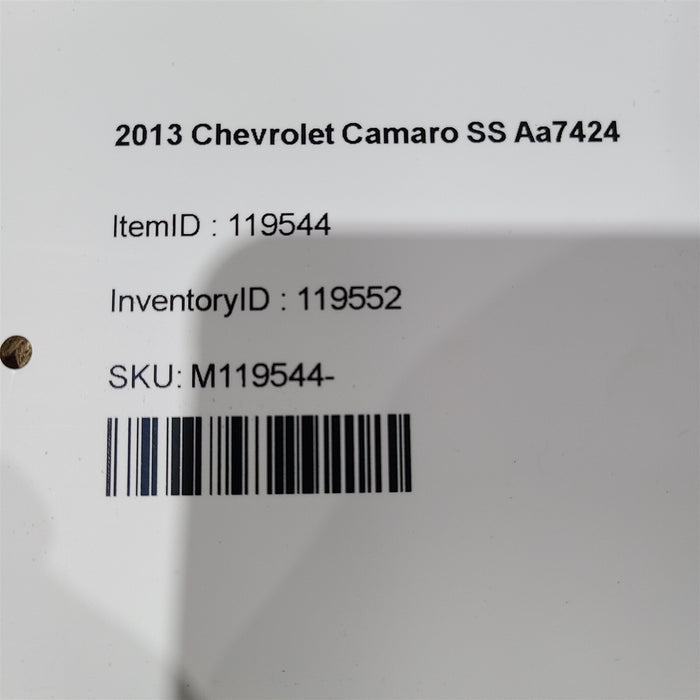 2013 Chevrolet Camaro SS Aa7424
ItemID : 119544
InventoryID : 119552
SKU: M119544-